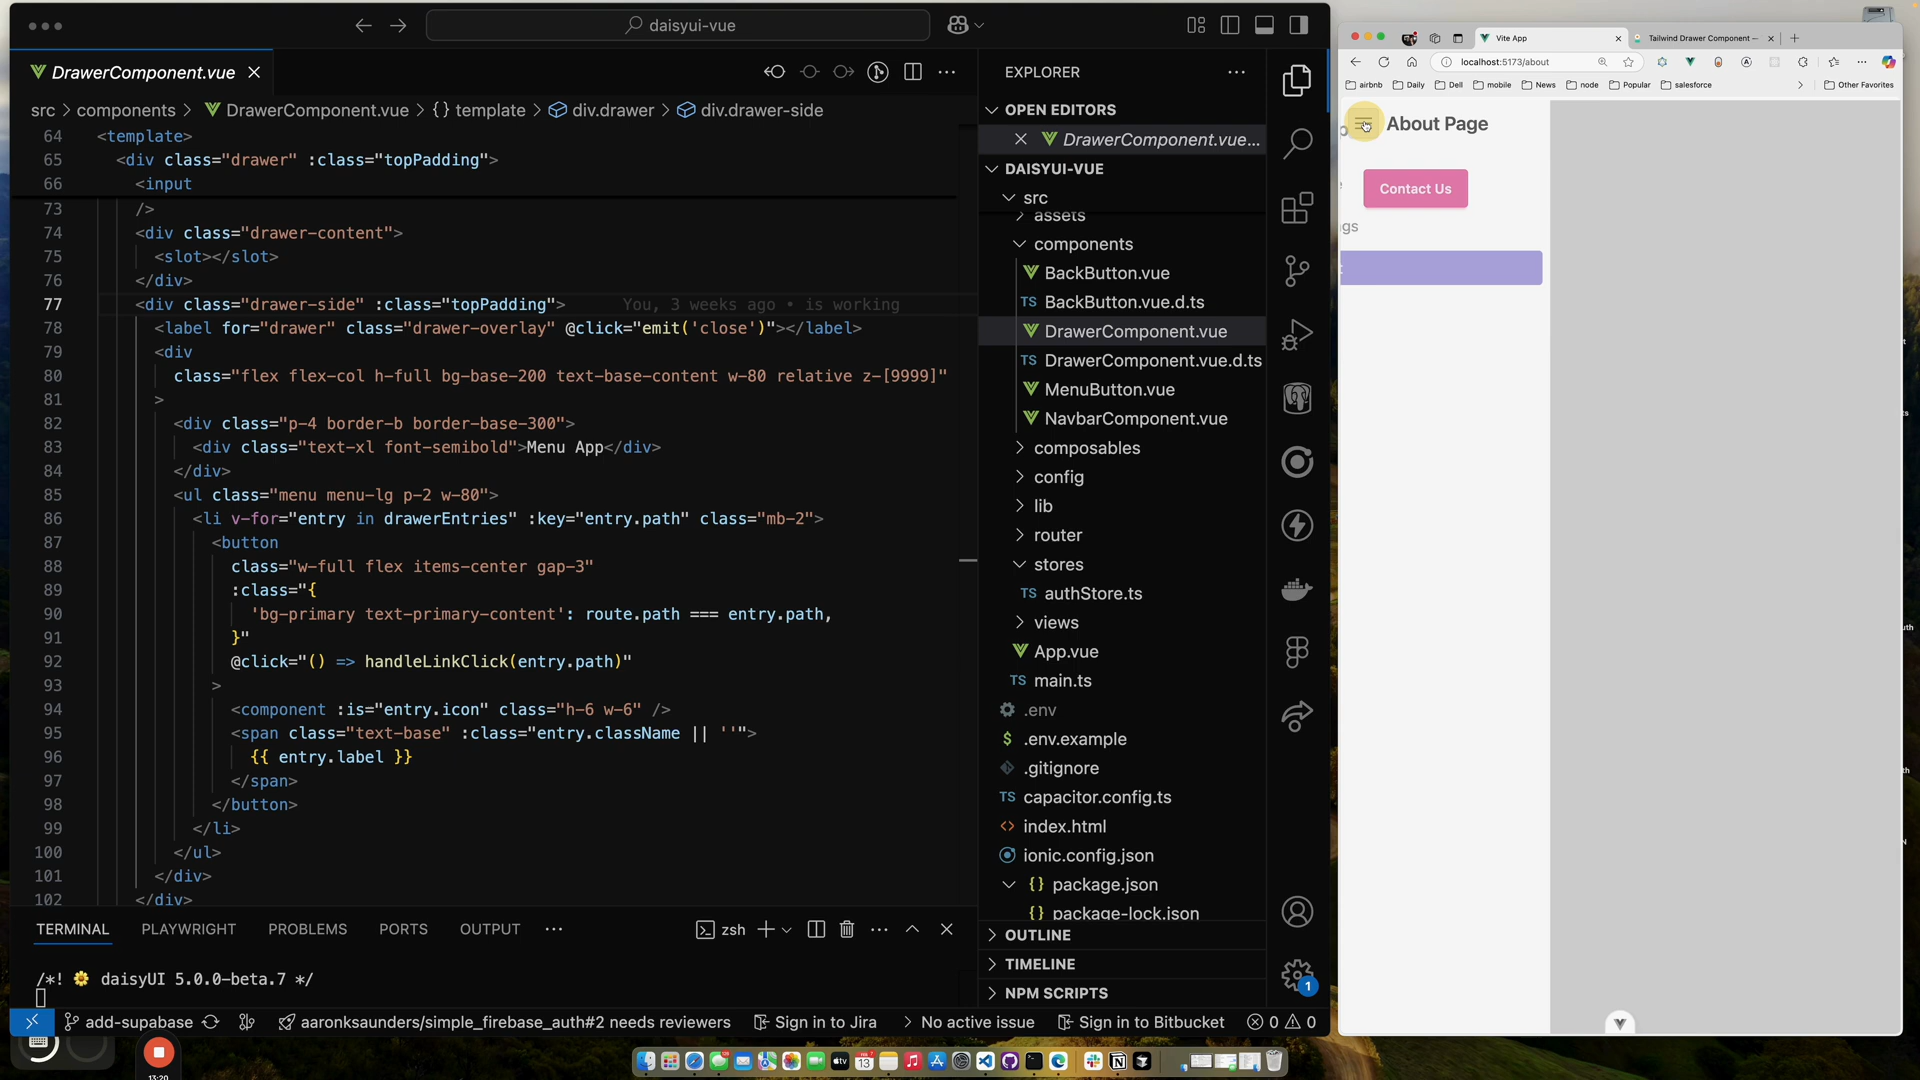 daisyui-vue
DrawerComponent.vue
src > components > DrawerComponent.vue > {} template > div.drawer > div.drawer-side
64 <template>
65 <div class="drawer" :class="topPadding">
66 <input
73 />
74 <div class="drawer-content">
75 <slot></slot>
76 </div>
77 <div class="drawer-side" :class="topPadding"> You, 3 weeks ago • is working
78 <label for="drawer" class="drawer-overlay" @click="emit('close')"></label>
79 <div
80 class="flex flex-col h-full bg-base-200 text-base-content w-80 relative z-[9999]"
81 >
82 <div class="p-4 border-b border-base-300">
83 <div class="text-xl font-semibold">Menu App</div>
84 </div>
85 <ul class="menu menu-lg p-2 w-80">
86 <li v-for="entry in drawerEntries" :key="entry.path" class="mb-2">
87 <button
88 class="w-full flex items-center gap-3"
89 :class="{
90 'bg-primary text-primary-content': route.path === entry.path,
91 }"
92 @click="() => handleLinkClick(entry.path)"
93 >
94 <component :is="entry.icon" class="h-6 w-6" />
95 <span class="text-base" :class="entry.className || ''">
96 {{ entry.label }}
97 </span>
98 </button>
99 </li>
100 </ul>
101 </div>
102 </div>
TERMINAL PLAYWRIGHT PROBLEMS PORTS OUTPUT
zsh
/*! 🌼 daisyUI 5.0.0-beta.7 */
EXPLORER
OPEN EDITORS
DrawerComponent.vue...
DAISYUI-VUE
src
assets
components
BackButton.vue
TS BackButton.vue.d.ts
DrawerComponent.vue
TS DrawerComponent.vue.d.ts
MenuButton.vue
NavbarComponent.vue
composables
config
lib
router
stores
TS authStore.ts
views
App.vue
TS main.ts
.env
$ .env.example
.gitignore
TS capacitor.config.ts
<> index.html
ionic.config.json
{} package.json
{} package-lock.json
OUTLINE
TIMELINE
NPM SCRIPTS
1
add-supabase aaronksaunders/simple_firebase_auth#2 needs reviewers Sign in to Jira No active issue Sign in to Bitbucket 0 0
Vite App
Tailwind Drawer Component —
localhost:5173/about
airbnb Daily Dell mobile News node Popular salesforce Other Favorites
About Page
Contact Us
gs
13:20